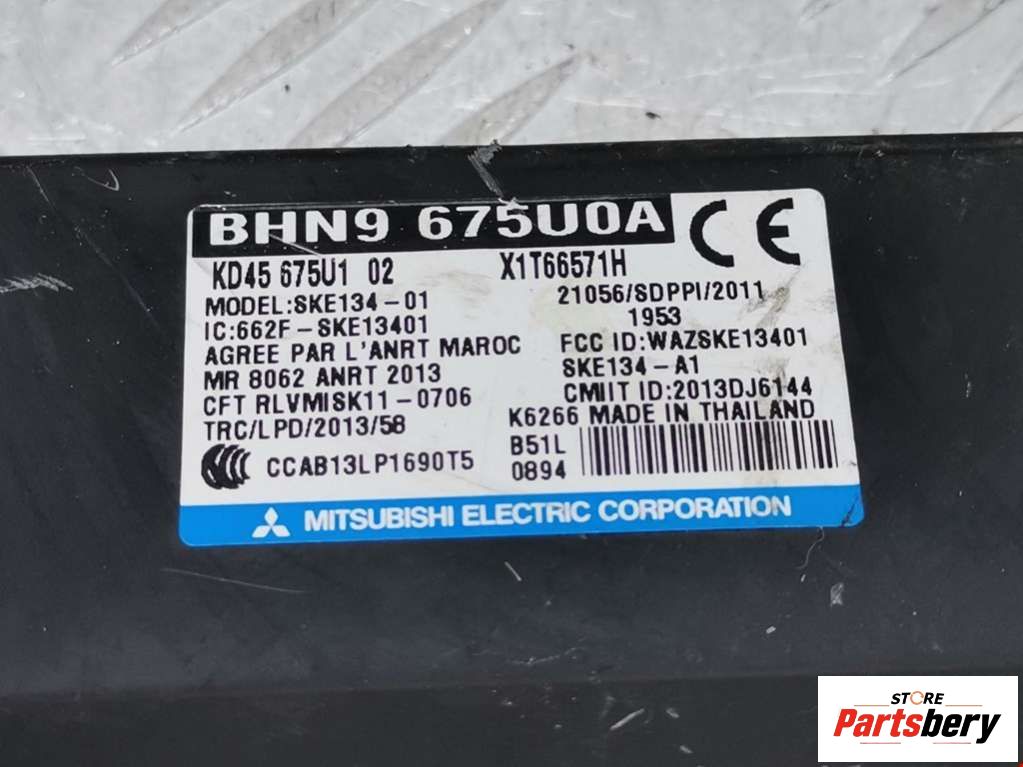 BHN9 675U0A
CE
KD45 675U1 02
X1T66571H
MODEL:SKE134-01
IC:662F-SKE13401
AGREE PAR L'ANRT MAROC
MR 8062 ANRT 2013
CFT RLVMISK11-0706
TRC/LPD/2013/58
CCAB13LP1690T5
21056/SDPPI/2011
1953
FCC ID:WAZSKE13401
SKE134-A1
CMIIT ID:2013DJ6144
K6266 MADE IN THAILAND
B51L
0894
MITSUBISHI ELECTRIC CORPORATION
STORE
Partsbery